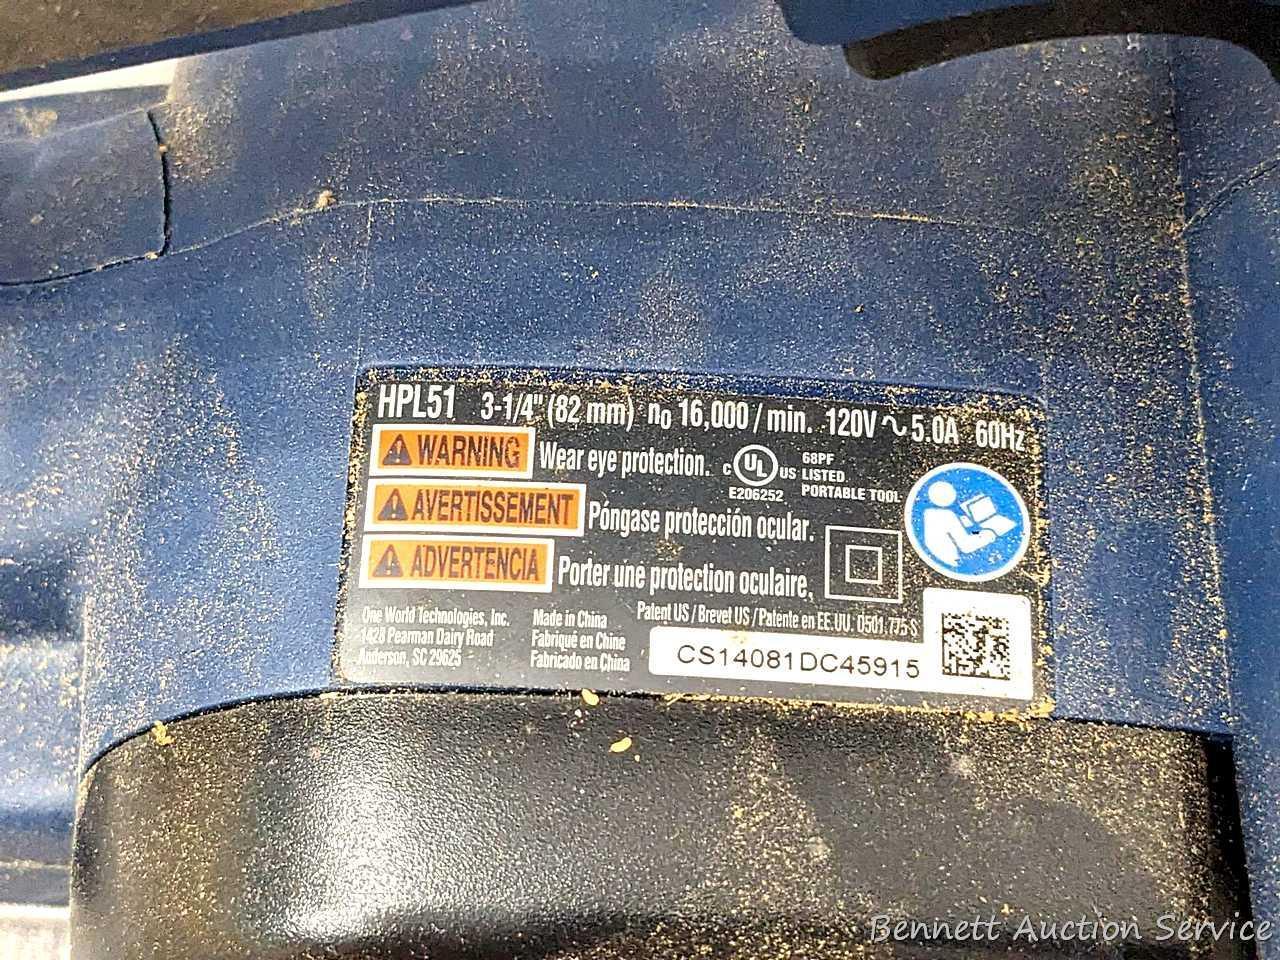 HPL51 3-1/4" (82 mm) no 16,000 / min. 120V ~ 5.0A 60Hz
WARNING Wear eye protection.
C UL US
E206252
68PF
LISTED
PORTABLE TOOL
AVERTISSEMENT Póngase protección ocular.
ADVERTENCIA Porter une protection oculaire.
One World Technologies, Inc.
1428 Pearman Dairy Road
Anderson, SC 29625
Made in China
Fabriqué en Chine
Fabricado en China
Patent US / Brevet US / Patente en EE.UU. D501,775 S
CS14081DC45915
Bennett Auction Service